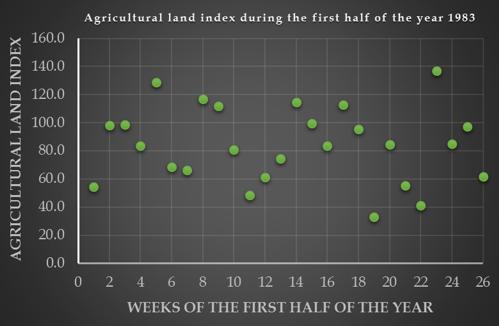 Agricultural land index during the first half of the year 1983
160.0
140.0
120.0
100.0
80.0
60.0
40.0
20.0
0.0
AGRICULTURAL LAND INDEX
0 2 4 6 8 10 12 14 16 18 20 22 24 26
WEEKS OF THE FIRST HALF OF THE YEAR